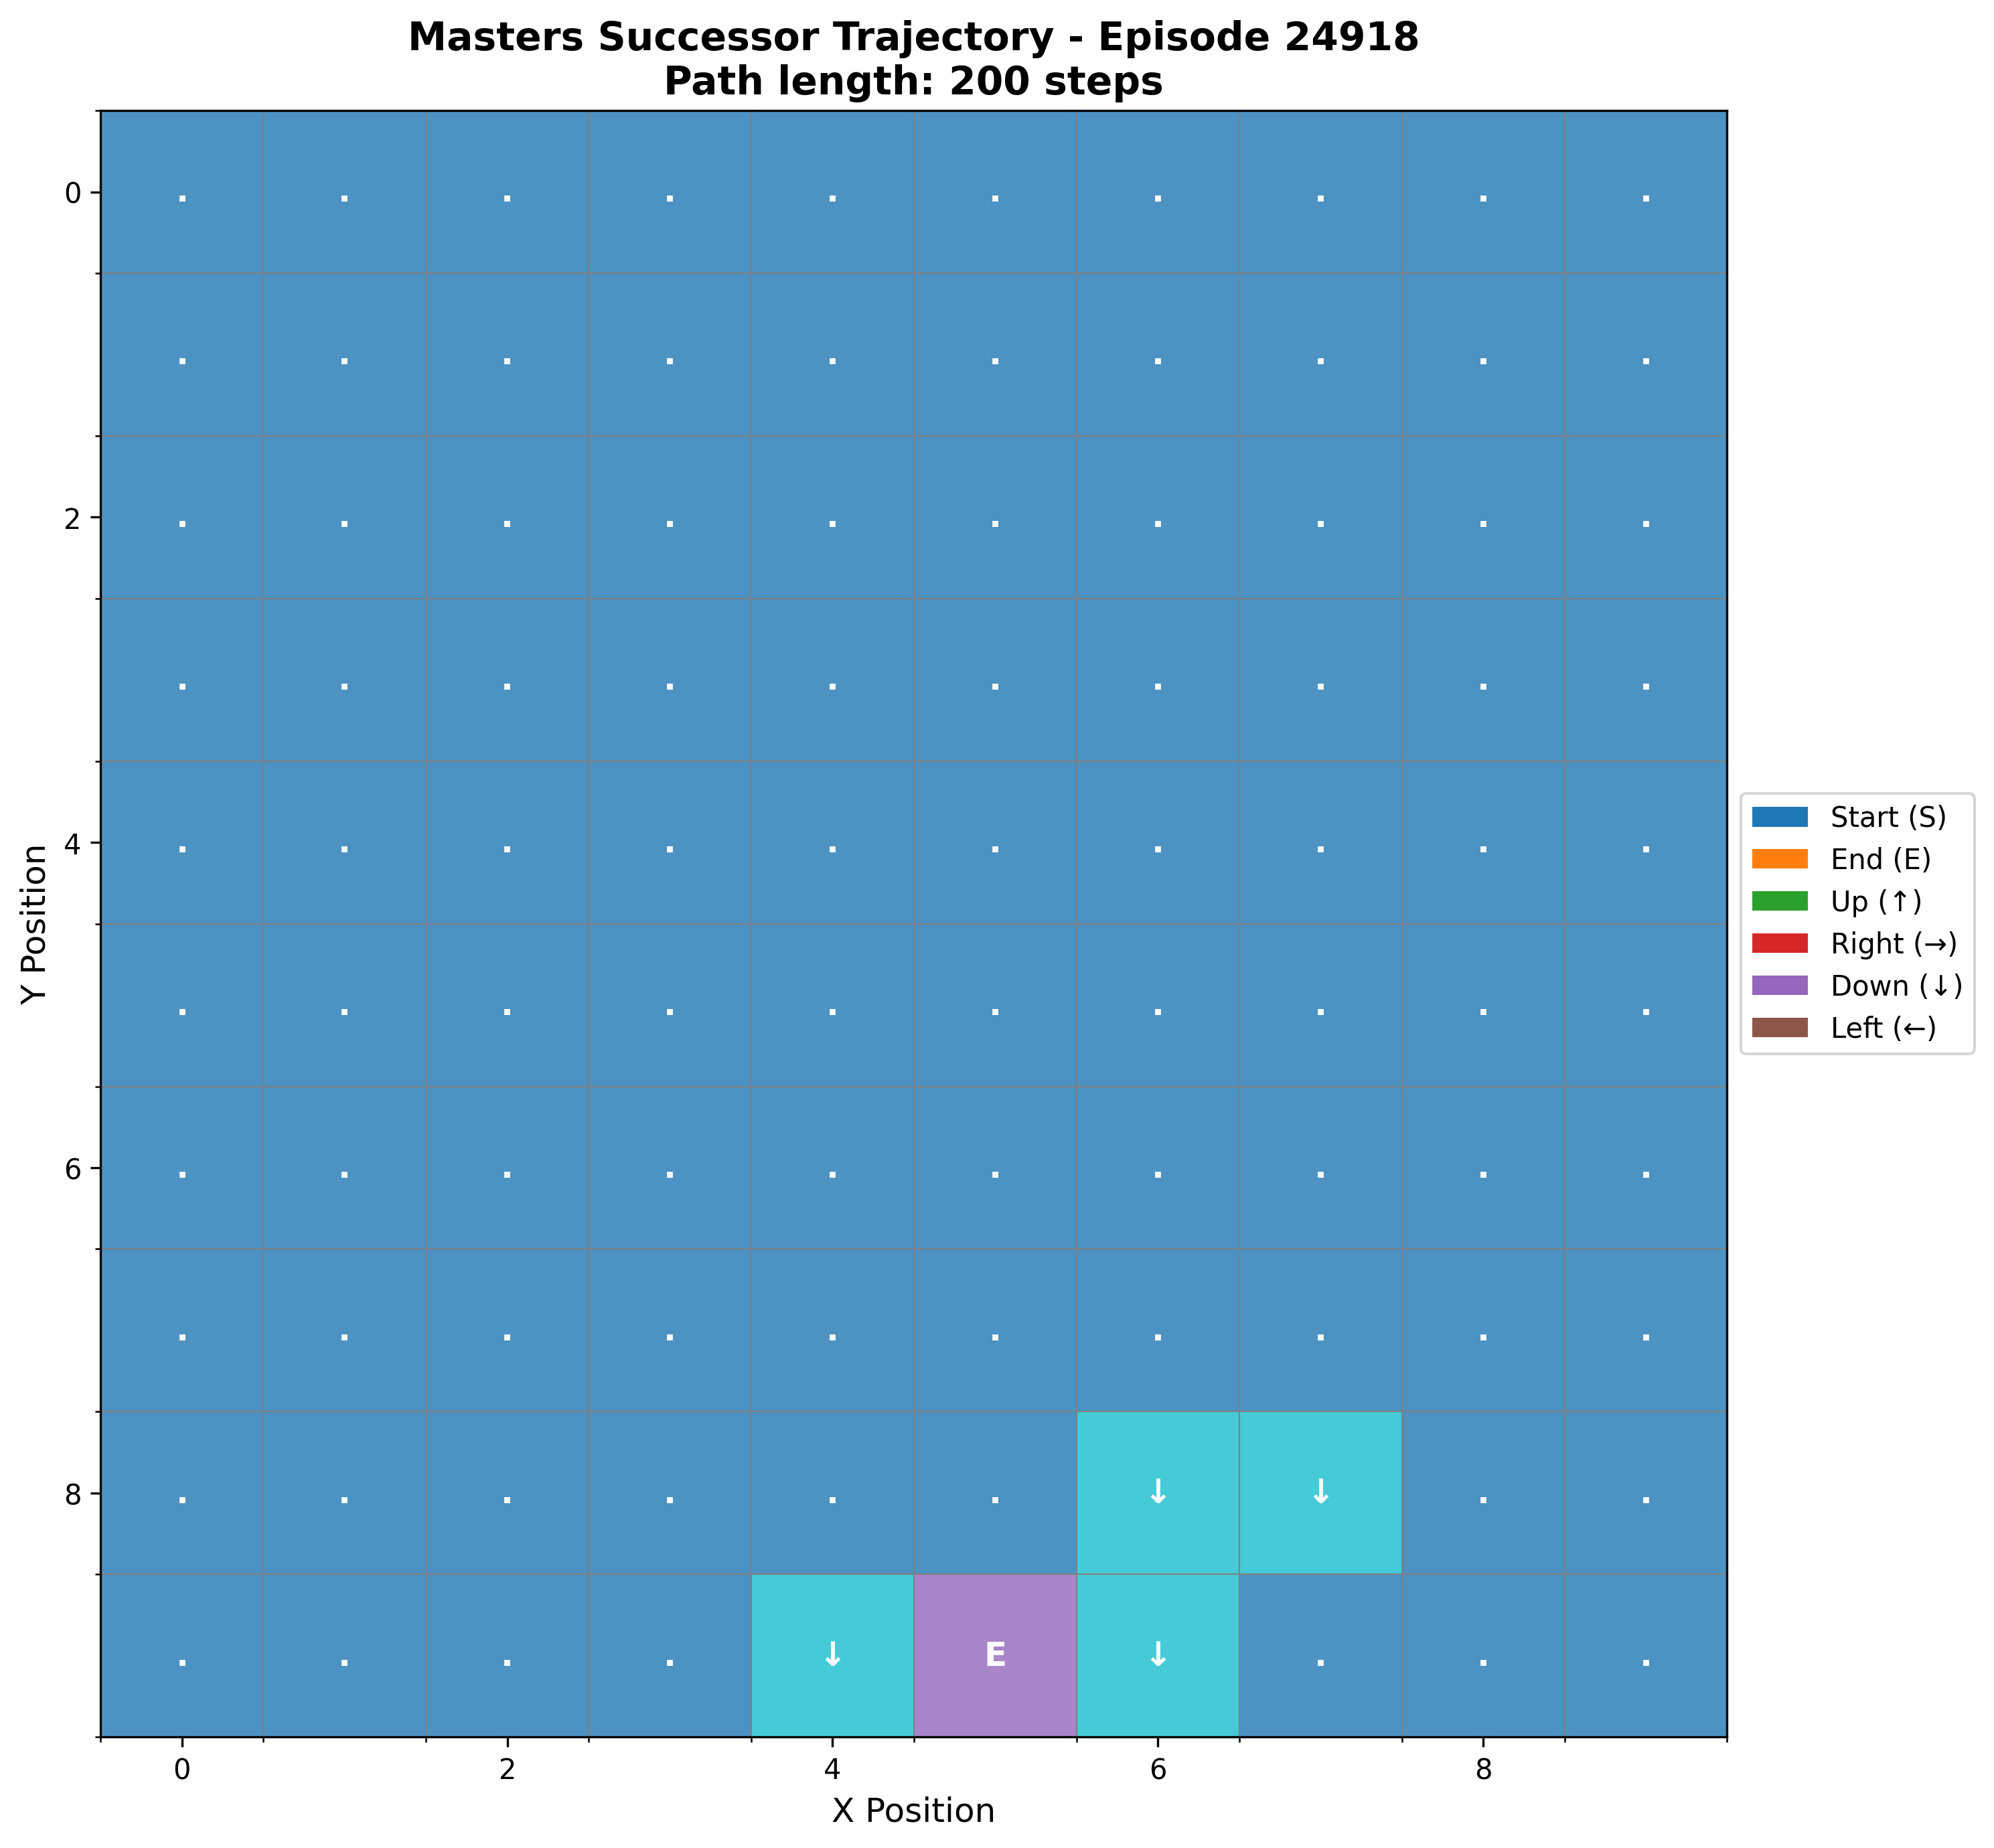 Masters Successor Trajectory - Episode 24918
Path length: 200 steps
0
2
4
6
8
Y Position
↓ ↓
↓ E ↓
0 2 4 6 8
X Position
Start (S)
End (E)
Up (↑)
Right (→)
Down (↓)
Left (←)